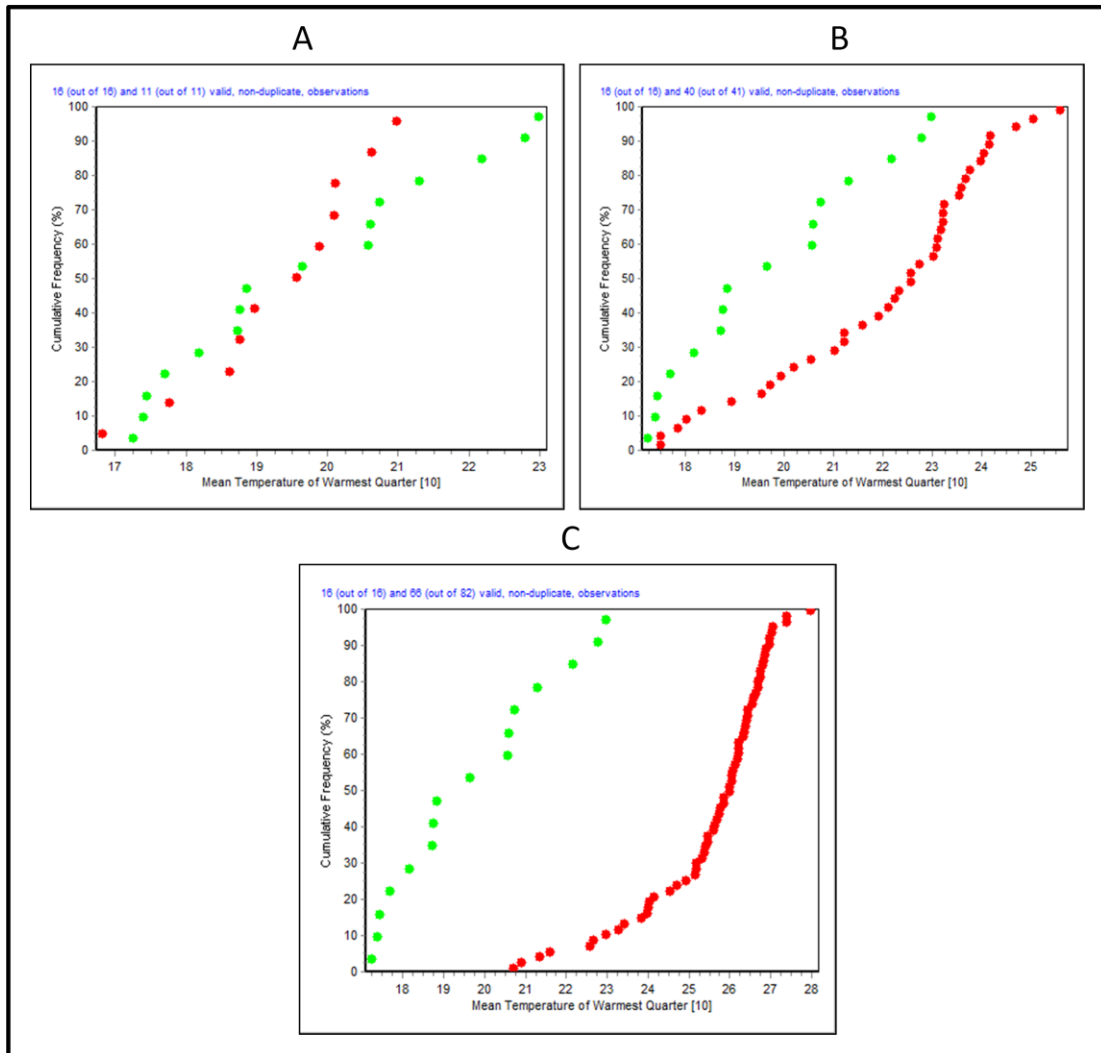 A
B
16 (out of 16) and 11 (out of 11) valid, non-duplicate, observations
100
90
80
70
60
50
40
30
20
10
0
Cumulative Frequency (%)
17 18 19 20 21 22 23
Mean Temperature of Warmest Quarter [10]
16 (out of 16) and 40 (out of 41) valid, non-duplicate, observations
100
90
80
70
60
50
40
30
20
10
0
Cumulative Frequency (%)
18 19 20 21 22 23 24 25
Mean Temperature of Warmest Quarter [10]
C
16 (out of 16) and 66 (out of 82) valid, non-duplicate, observations
100
90
80
70
60
50
40
30
20
10
0
Cumulative Frequency (%)
18 19 20 21 22 23 24 25 26 27 28
Mean Temperature of Warmest Quarter [10]